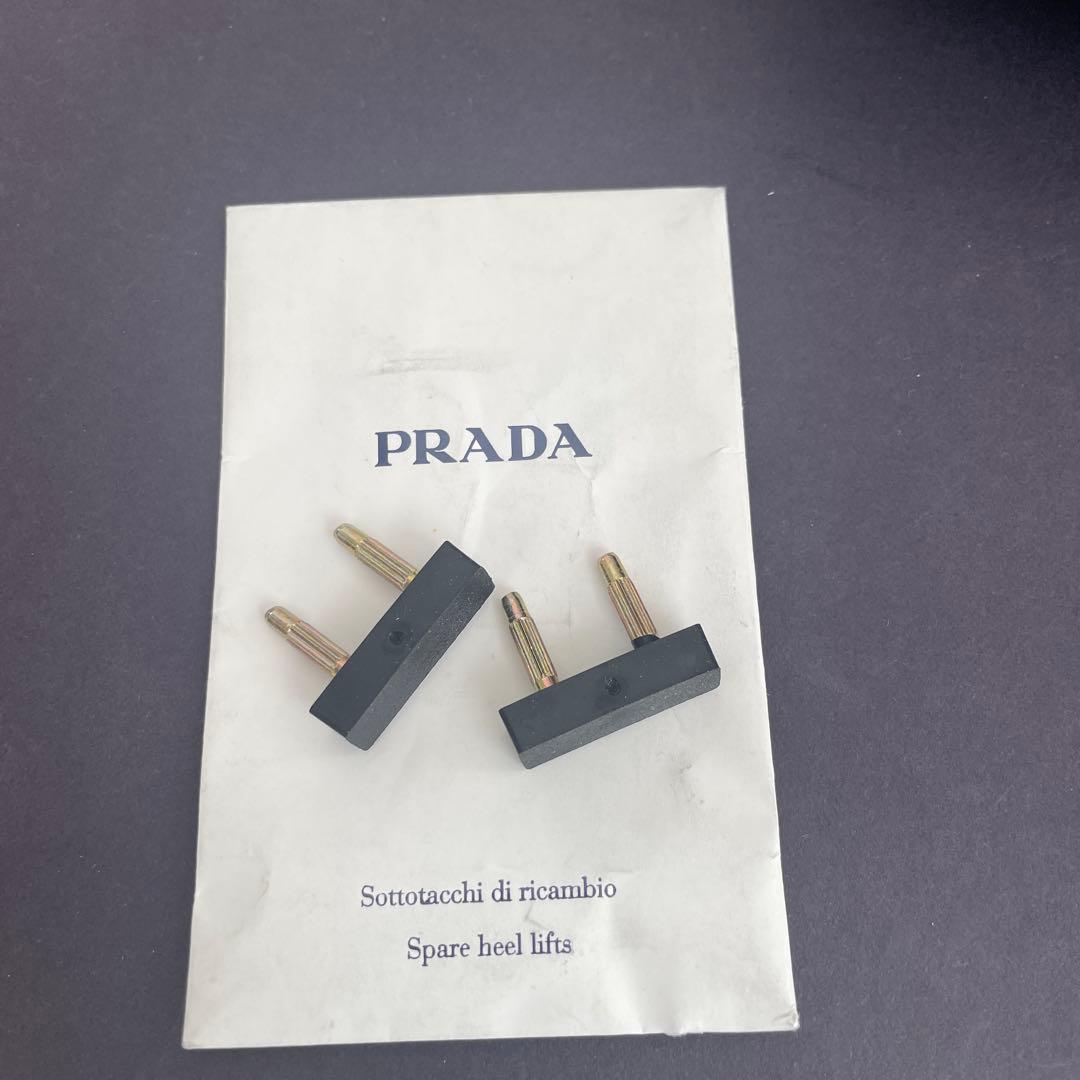 PRADA
Sottotacchi di ricambio
Spare heel lifts